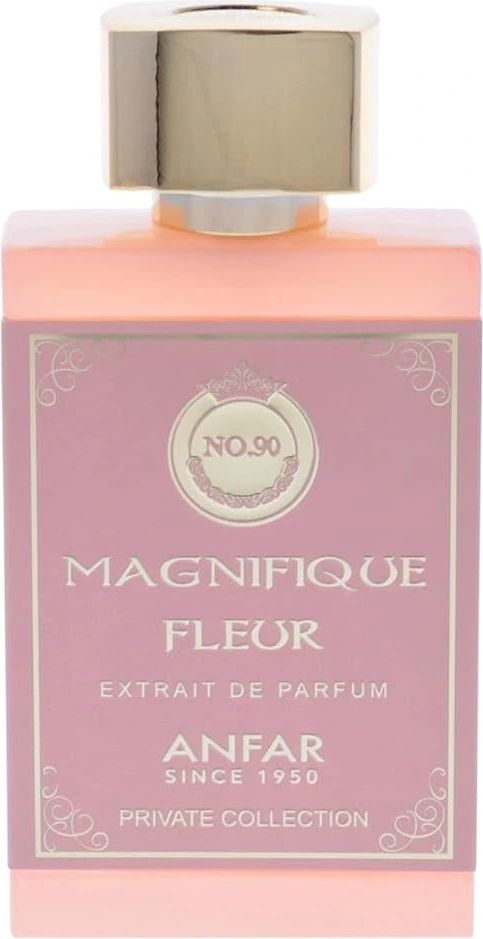 NO.90
MAGNIFIQUE
FLEUR
EXTRAIT DE PARFUM
ANFAR
SINCE 1950
PRIVATE COLLECTION